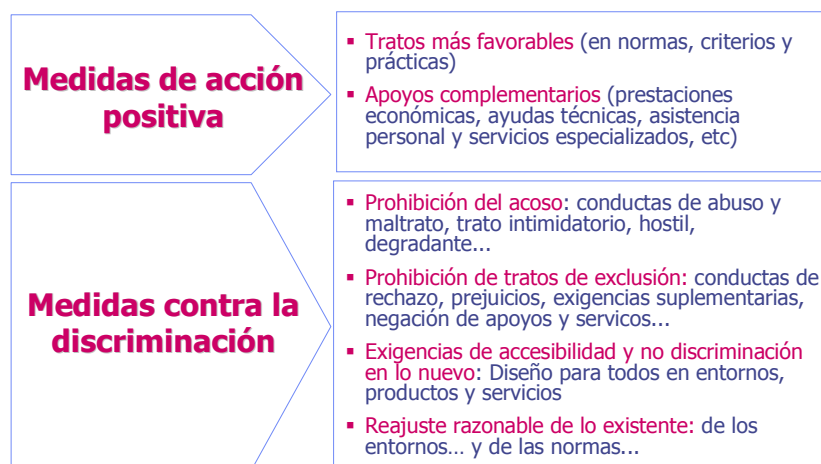 Medidas de acción
positiva
▪ Tratos más favorables (en normas, criterios y
prácticas)
▪ Apoyos complementarios (prestaciones
económicas, ayudas técnicas, asistencia
personal y servicios especializados, etc)
Medidas contra la
discriminación
▪ Prohibición del acoso: conductas de abuso y
maltrato, trato intimidatorio, hostil,
degradante...
▪ Prohibición de tratos de exclusión: conductas de
rechazo, prejuicios, exigencias suplementarias,
negación de apoyos y servicos...
▪ Exigencias de accesibilidad y no discriminación
en lo nuevo: Diseño para todos en entornos,
productos y servicios
▪ Reajuste razonable de lo existente: de los
entornos… y de las normas...